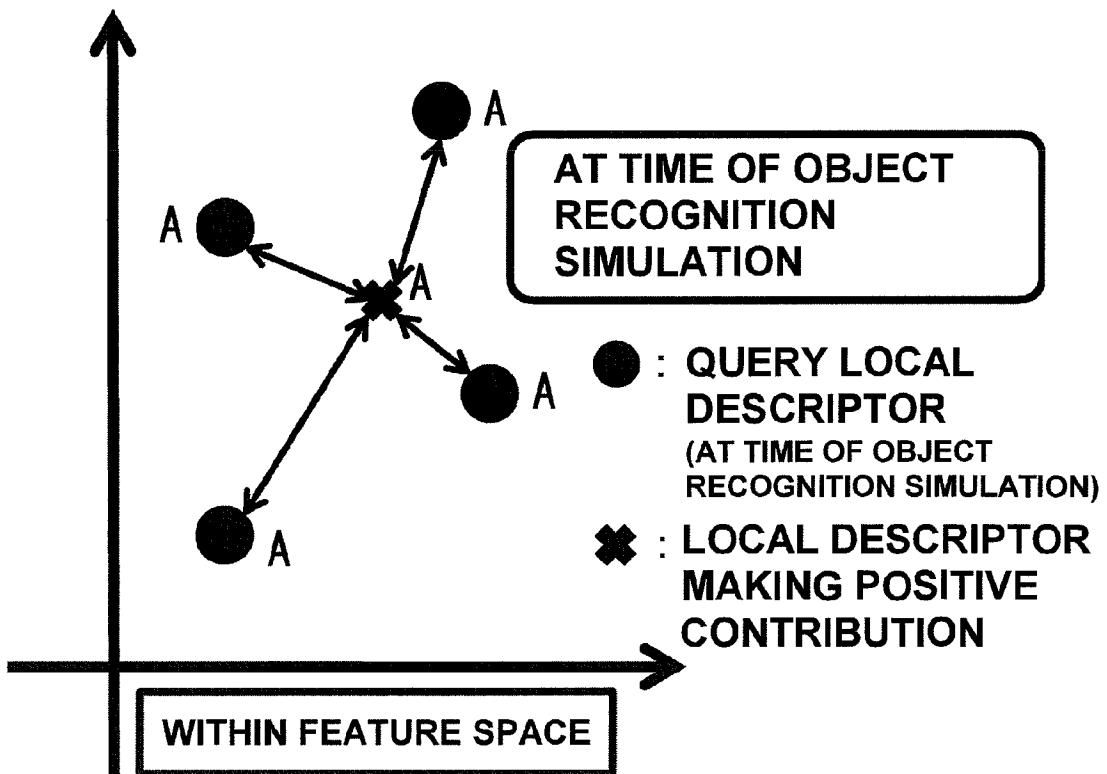 A
AT TIME OF OBJECT
RECOGNITION
SIMULATION
A
A
: QUERY LOCAL
DESCRIPTOR
(AT TIME OF OBJECT
RECOGNITION SIMULATION)
A
A
: LOCAL DESCRIPTOR
MAKING POSITIVE
CONTRIBUTION
WITHIN FEATURE SPACE